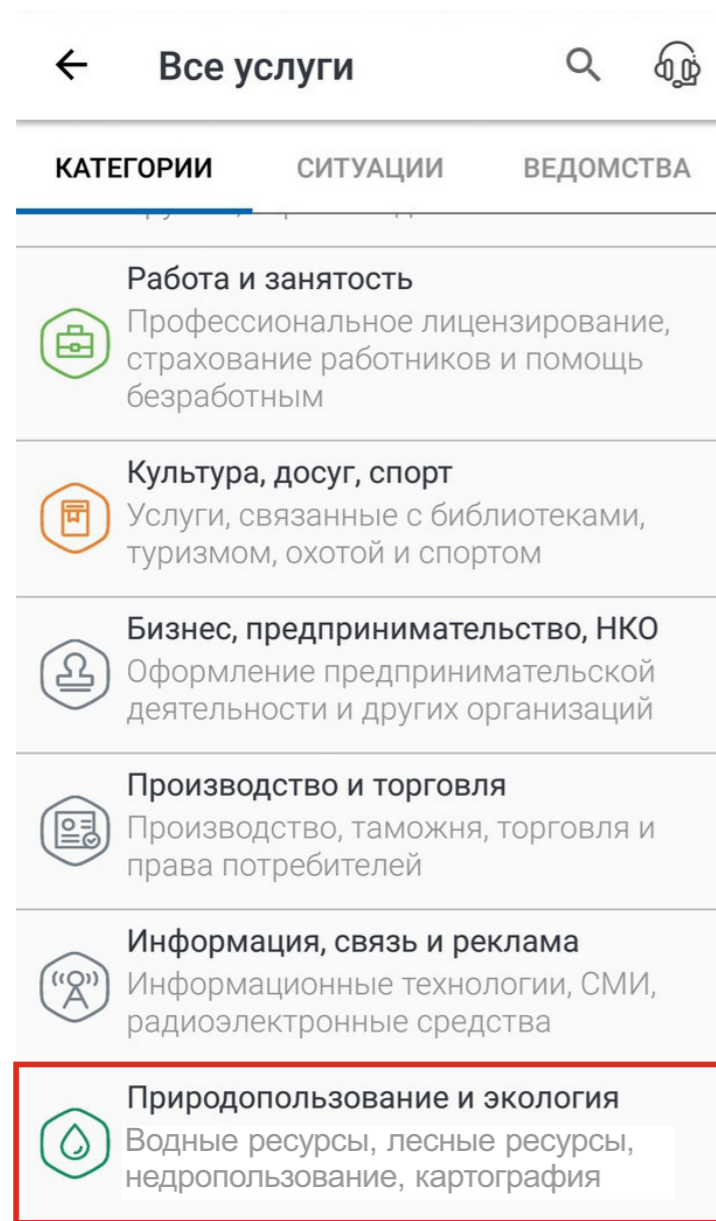 Все услуги
КАТЕГОРИИ СИТУАЦИИ ВЕДОМСТВА
Работа и занятость
Профессиональное лицензирование,
страхование работников и помощь
безработным
Культура, досуг, спорт
Услуги, связанные с библиотеками,
туризмом, охотой и спортом
Бизнес, предпринимательство, НКО
Оформление предпринимательской
деятельности и других организаций
Производство и торговля
Производство, таможня, торговля и
права потребителей
Информация, связь и реклама
Информационные технологии, СМИ,
радиоэлектронные средства
Природопользование и экология
Водные ресурсы, лесные ресурсы,
недропользование, картография